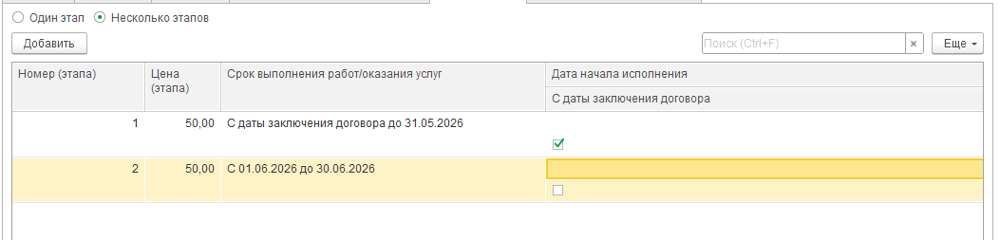 Один этап Несколько этапов
Добавить Поиск (Ctrl+F) × Еще
Номер (этапа) Цена (этапа) Срок выполнения работ/оказания услуг Дата начала исполнения
С даты заключения договора
1 50,00 С даты заключения договора до 31.05.2026
2 50,00 С 01.06.2026 до 30.06.2026